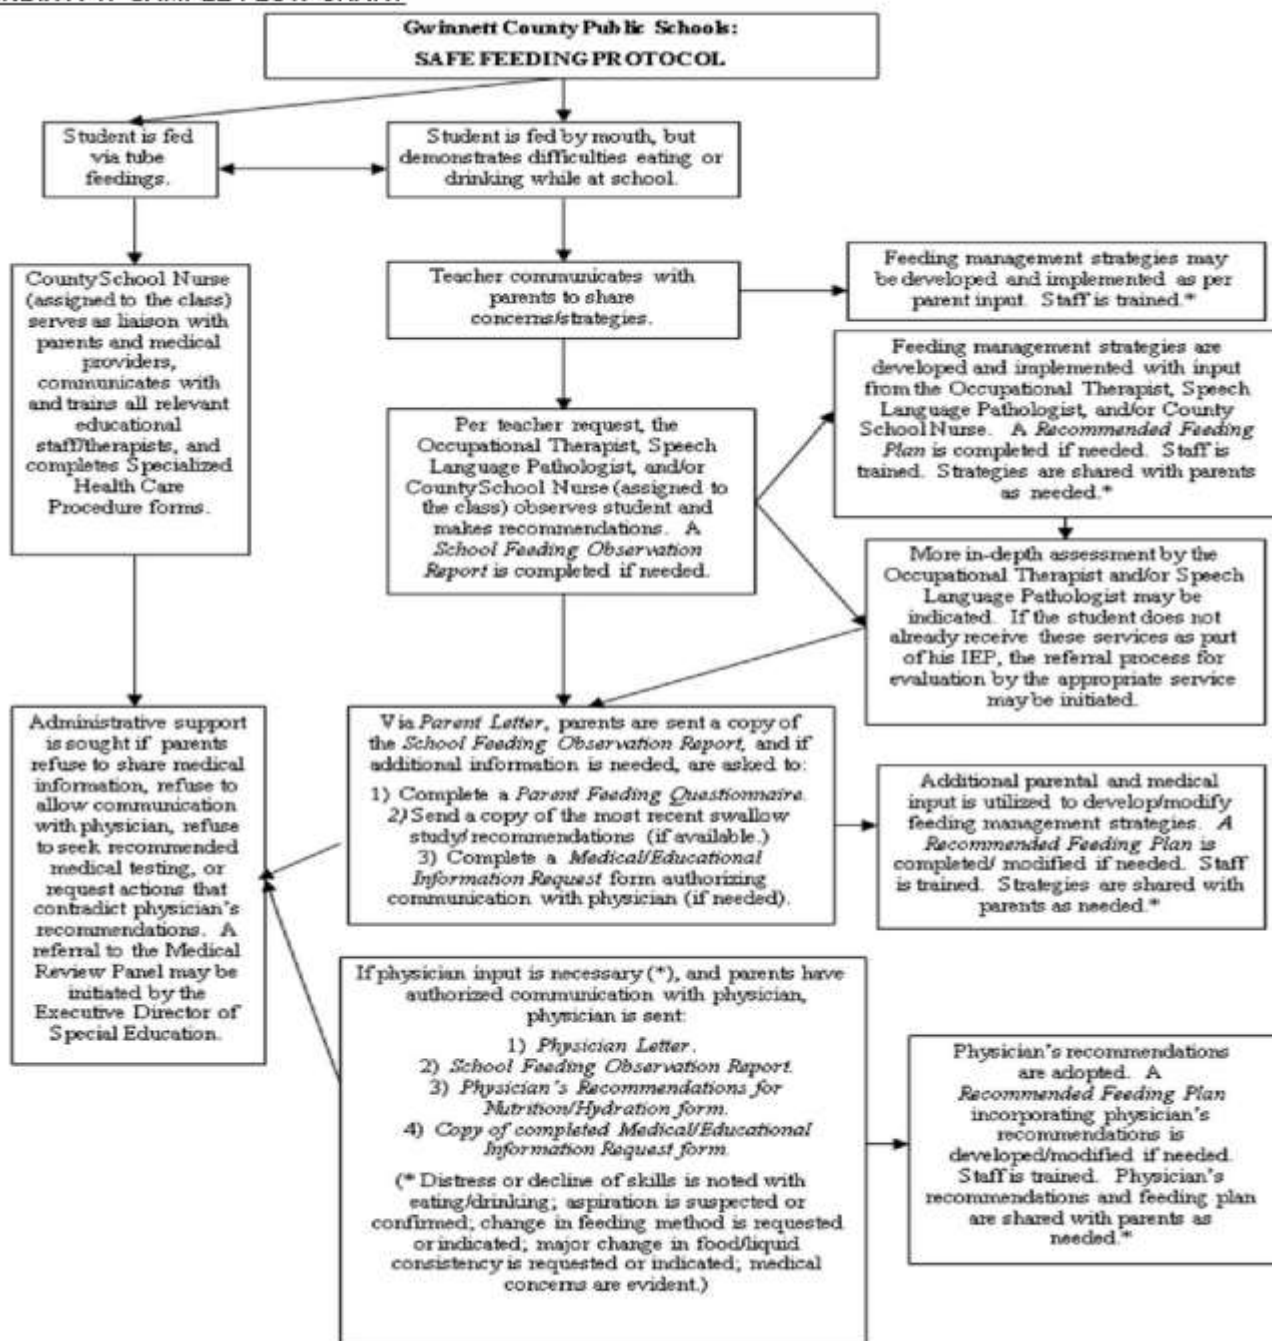 Gwinnett County Public Schools:
SAFE FEEDING PROTOCOL
Student is fed
via tube
feedings.
Student is fed by mouth, but
demonstrates difficulties eating or
drinking while at school.
County School Nurse
(assigned to the class)
serves as liaison with
parents and medical
providers,
communicates with
and trains all relevant
educational
staff/therapists, and
completes Specialized
Health Care
Procedure forms.
Teacher communicates with
parents to share
concerns/strategies.
Feeding management strategies may
be developed and implemented as per
parent input. Staff is trained.*
Per teacher request, the
Occupational Therapist, Speech
Language Pathologist, and/or
County School Nurse (assigned to
the class) observes student and
makes recommendations. A
School Feeding Observation
Report is completed if needed.
Feeding management strategies are
developed and implemented with input
from the Occupational Therapist, Speech
Language Pathologist, and/or County
School Nurse. A Recommended Feeding
Plan is completed if needed. Staff is
trained. Strategies are shared with parents
as needed.*
More in-depth assessment by the
Occupational Therapist and/or Speech
Language Pathologist may be
indicated. If the student does not
already receive these services as part
of his IEP, the referral process for
evaluation by the appropriate service
may be initiated.
Administrative support
is sought if parents
refuse to share medical
information, refuse to
allow communication
with physician, refuse
to seek recommended
medical testing, or
request actions that
contradict physician's
recommendations. A
referral to the Medical
Review Panel may be
initiated by the
Executive Director of
Special Education.
Via Parent Letter, parents are sent a copy of
the School Feeding Observation Report, and if
additional information is needed, are asked to:
1) Complete a Parent Feeding Questionnaire.
2) Send a copy of the most recent swallow
study/ recommendations (if available.)
3) Complete a Medical/Educational
Information Request form authorizing
communication with physician (if needed).
Additional parental and medical
input is utilized to develop/modify
feeding management strategies. A
Recommended Feeding Plan is
completed/ modified if needed. Staff
is trained. Strategies are shared with
parents as needed.*
If physician input is necessary (*), and parents have
authorized communication with physician,
physician is sent:
1) Physician Letter.
2) School Feeding Observation Report.
3) Physician's Recommendations for
Nutrition/Hydration form.
4) Copy of completed Medical/Educational
Information Request form.
(* Distress or decline of skills is noted with
eating/drinking; aspiration is suspected or
confirmed; change in feeding method is requested
or indicated; major change in food/liquid
consistency is requested or indicated; medical
concerns are evident.)
Physician's recommendations
are adopted. A
Recommended Feeding Plan
incorporating physician's
recommendations is
developed/modified if needed.
Staff is trained. Physician's
recommendations and feeding plan
are shared with parents as
needed.*